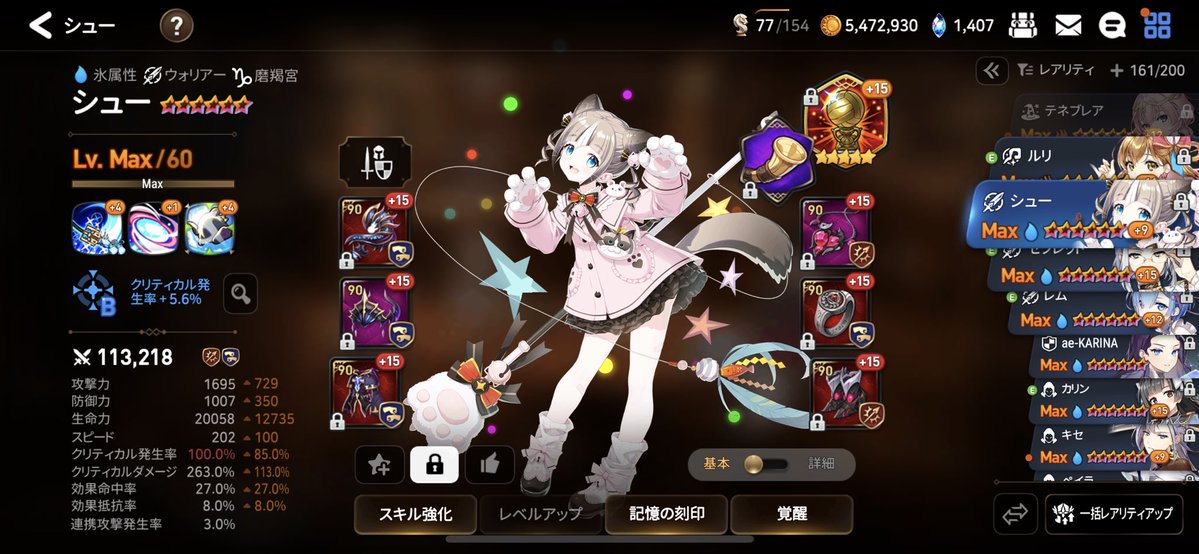 シュー
?
77/154
5,472,930
1,407
氷属性 ウォリアー 磨羯宮
シュー
Lv. Max/60
Max
+4
+1
+4
B
クリティカル発
生率 + 5.6%
113,218
攻撃力 1695 729
防御力 1007 350
生命力 20058 12735
スピード 202 100
クリティカル発生率 100.0% 85.0%
クリティカルダメージ 263.0% 113.0%
効果命中率 27.0% 27.0%
効果抵抗率 8.0% 8.0%
連携攻撃発生率 3.0%
90 +15
90 +15
90 +15
+15
90 +15
90 +15
90 +15
基本 詳細
スキル強化
レベルアップ
記憶の刻印
覚醒
レアリティ
161/200
テネブレア
Max
E
ルリ
シュー
Max +9
E
Max +15
E
レム
Max +12
ae-KARINA
Max
E
カリン
Max +15
キセ
Max +9
一括レアリティアップ